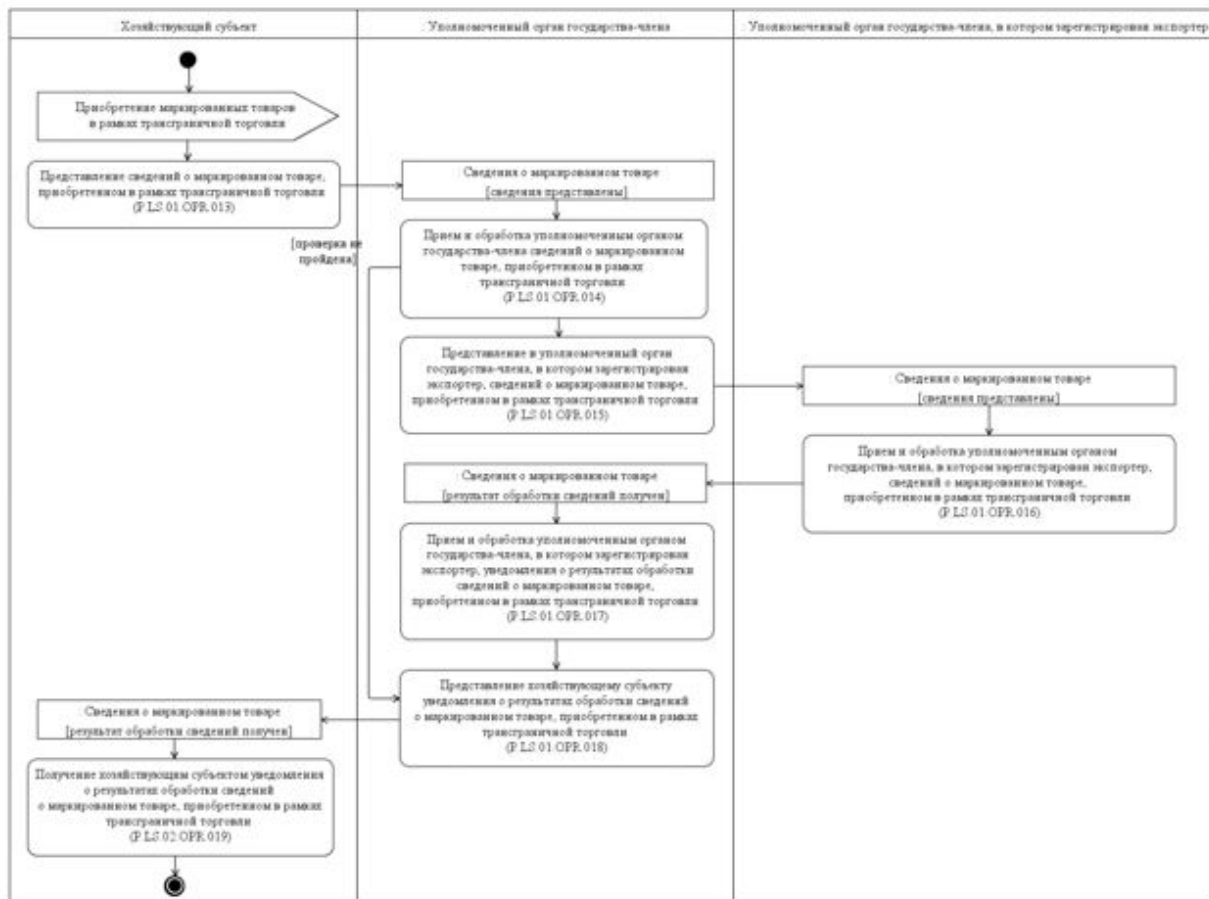 Хозяйствующий субъект
: Уполномоченный орган государства-члена
: Уполномоченный орган государства-члена, в котором зарегистрирован экспортер
Приобретение маркированных товаров
в рамках трансграничной торговли
Представление сведений о маркированном товаре,
приобретенном в рамках трансграничной торговли
(P.LS.01.OPR.013)
Сведения о маркированном товаре
[сведения представлены]
[проверка не
пройдена]
Прием и обработка уполномоченным органом
государства-члена сведений о маркированном
товаре, приобретенном в рамках
трансграничной торговли
(P.LS.01.OPR.014)
Представление в уполномоченный орган
государства-члена, в котором зарегистрирован
экспортер, сведений о маркированном товаре,
приобретенном в рамках трансграничной торговли
(P.LS.01.OPR.015)
Сведения о маркированном товаре
[сведения представлены]
Прием и обработка уполномоченным органом
государства-члена, в котором зарегистрирован экспортер,
сведений о маркированном товаре,
приобретенном в рамках трансграничной торговли
(P.LS.01.OPR.016)
Сведения о маркированном товаре
[результат обработки сведений получен]
Прием и обработка уполномоченным органом
государства-члена, в котором зарегистрирован
экспортер, уведомления о результатах обработки
сведений о маркированном товаре,
приобретенном в рамках трансграничной торговли
(P.LS.01.OPR.017)
Представление хозяйствующему субъекту
уведомления о результатах обработки сведений
о маркированном товаре, приобретенном в рамках
трансграничной торговли
(P.LS.01.OPR.018)
Сведения о маркированном товаре
[результат обработки сведений получен]
Получение хозяйствующим субъектом уведомления
о результатах обработки сведений
о маркированном товаре, приобретенном в рамках
трансграничной торговли
(P.LS.02.OPR.019)